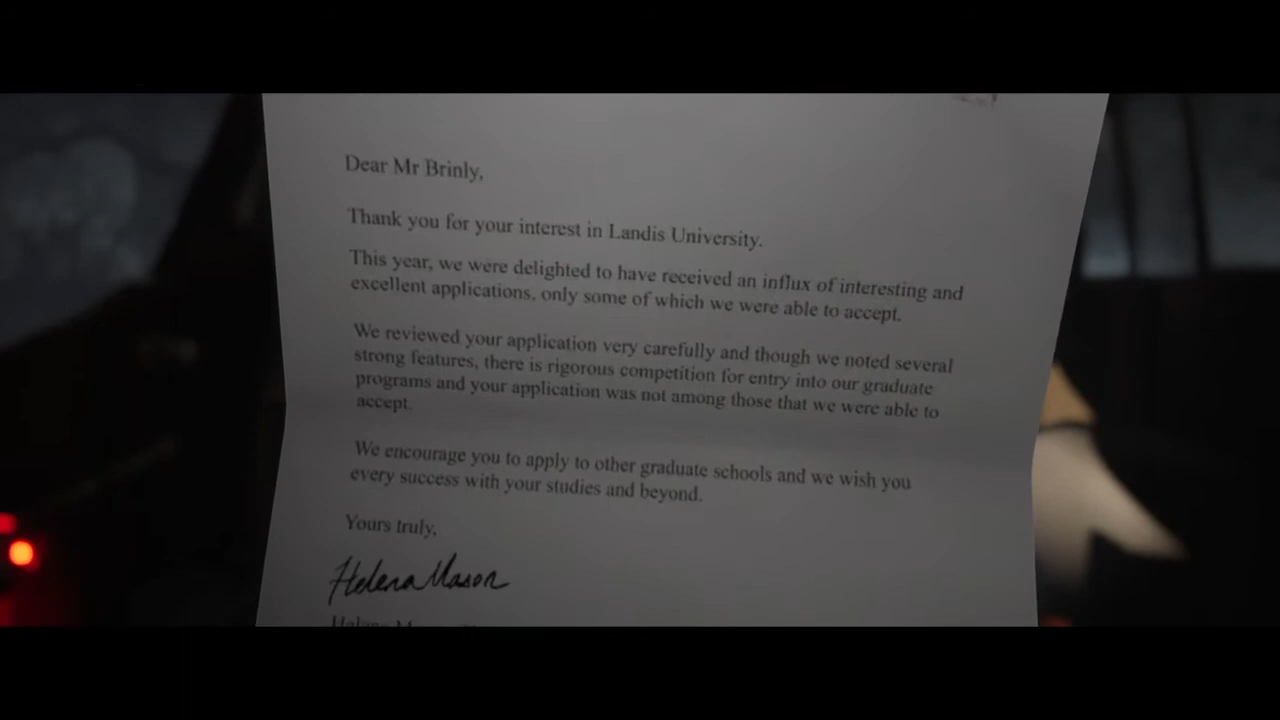 Dear Mr Brinly,
Thank you for your interest in Landis University.
This year, we were delighted to have received an influx of interesting and
excellent applications, only some of which we were able to accept.
We reviewed your application very carefully and though we noted several
strong features, there is rigorous competition for entry into our graduate
programs and your application was not among those that we were able to
accept.
We encourage you to apply to other graduate schools and we wish you
every success with your studies and beyond.
Yours truly,
Helena Mason